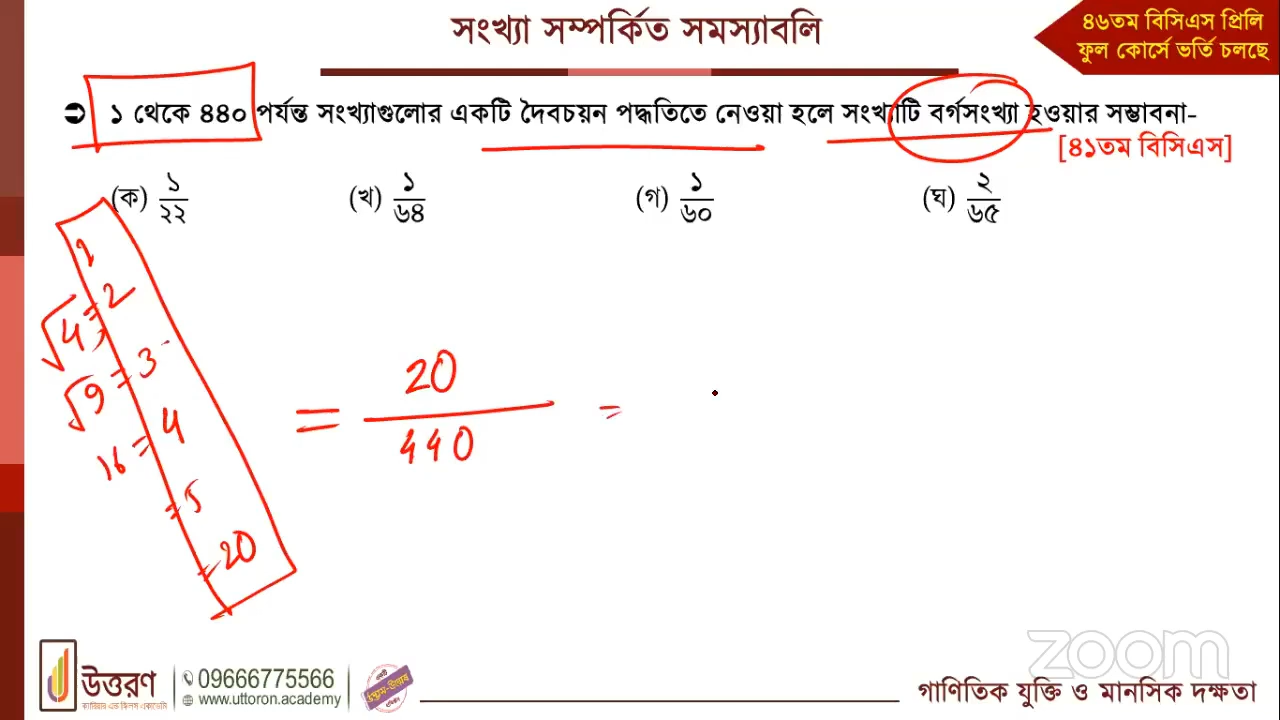 সংখ্যা সম্পর্কিত সমস্যাবলি
৪৬তম বিসিএস প্রিলি
ফুল কোর্সে ভর্তি চলছে
➲ ১ থেকে ৪৪০ পর্যন্ত সংখ্যাগুলোর একটি দৈবচয়ন পদ্ধতিতে নেওয়া হলে সংখ্যাটি বর্গসংখ্যা হওয়ার সম্ভাবনা-
[৪১তম বিসিএস]
(ক) ১/২২ (খ) ১/৬৪ (গ) ১/৬০ (ঘ) ২/৬৫
1
√4 = 2
√9 = 3
16 = 4
= 5
= 20
= 20/440 =
zoom
উত্তরণ
09666775566
www.uttoron.academy
গাণিতিক যুক্তি ও মানসিক দক্ষতা